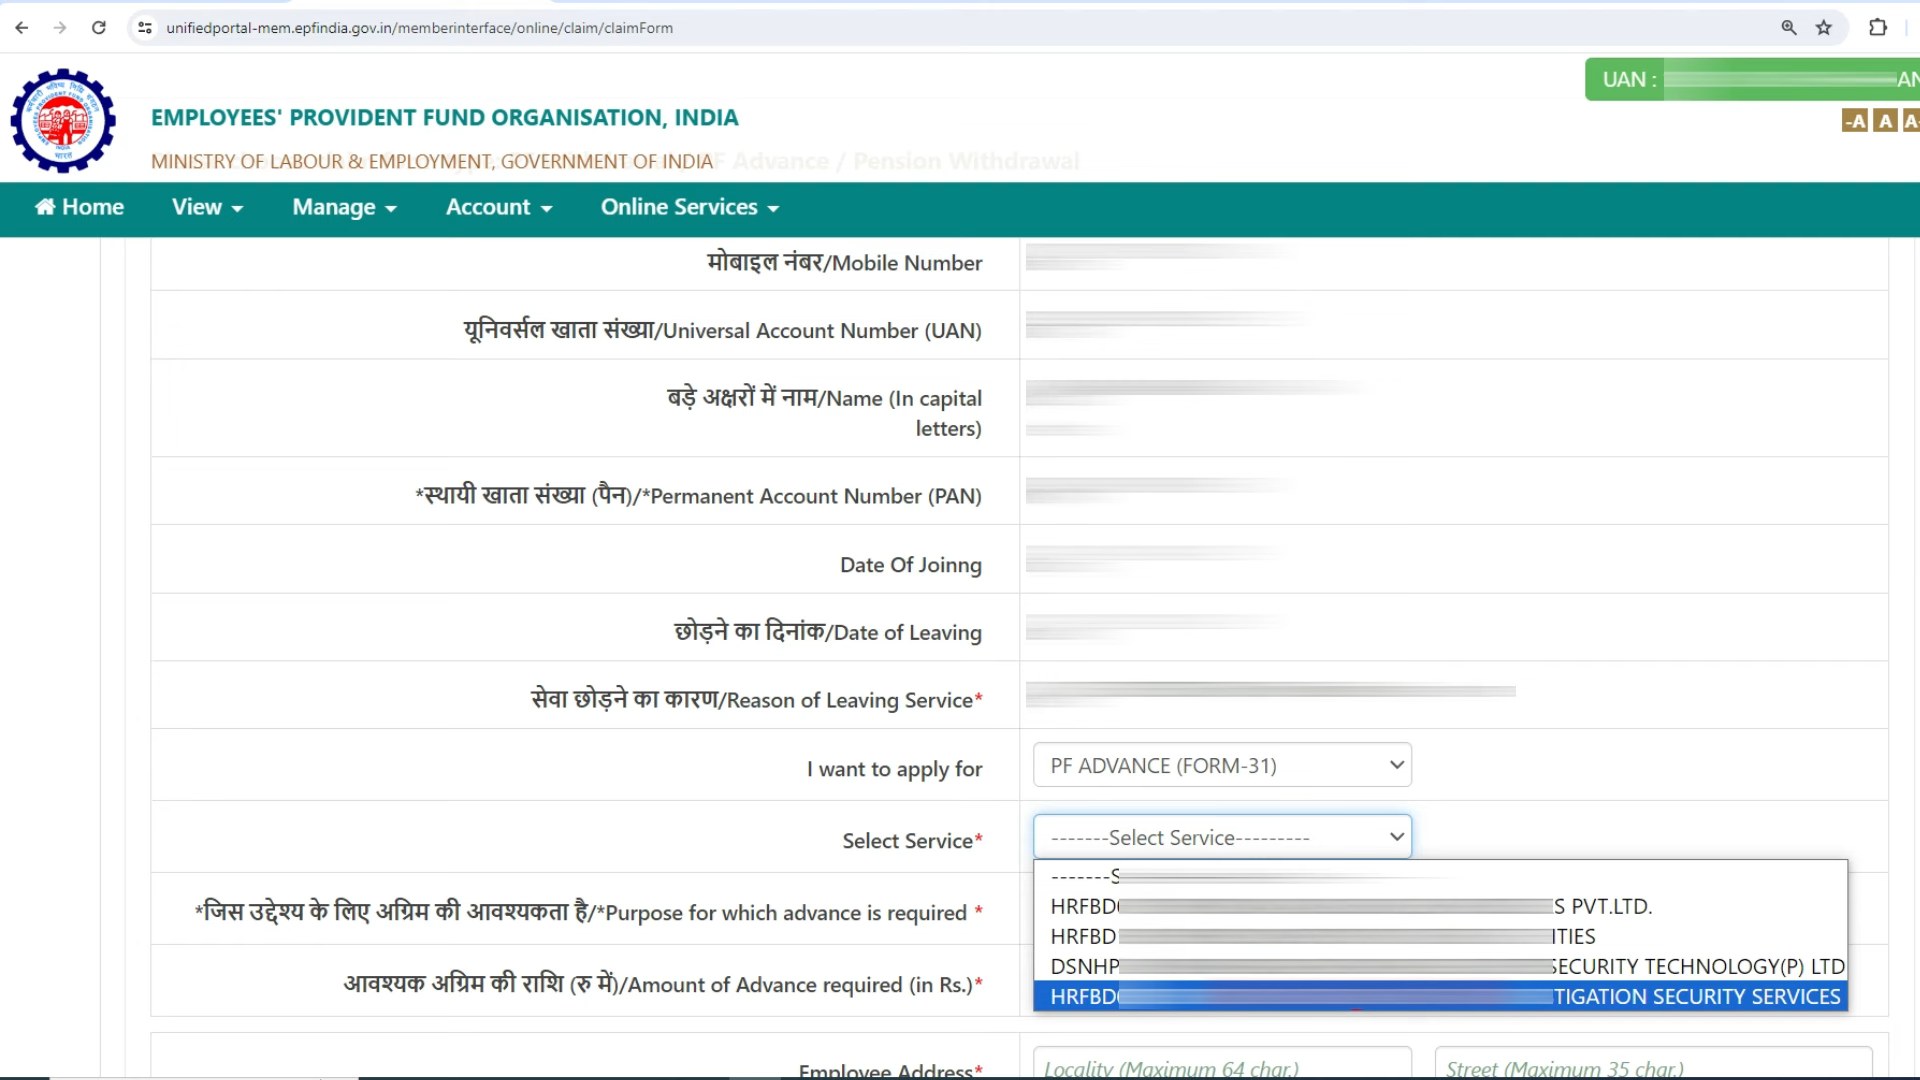 unifiedportal-mem.epfindia.gov.in/memberinterface/online/claim/claimForm
UAN :
EMPLOYEES' PROVIDENT FUND ORGANISATION, INDIA
-A A
MINISTRY OF LABOUR & EMPLOYMENT, GOVERNMENT OF INDIA F Advance / Pension Withdrawal
Home View Manage Account Online Services
मोबाइल नंबर/Mobile Number
यूनिवर्सल खाता संख्या/Universal Account Number (UAN)
बड़े अक्षरों में नाम/Name (In capital
letters)
*स्थायी खाता संख्या (पैन)/*Permanent Account Number (PAN)
Date Of Joinng
छोड़ने का दिनांक/Date of Leaving
सेवा छोड़ने का कारण/Reason of Leaving Service*
I want to apply for PF ADVANCE (FORM-31)
Select Service* -------Select Service---------
-------S
HRFBD S PVT.LTD.
*जिस उद्देश्य के लिए अग्रिम की आवश्यकता है/*Purpose for which advance is required *
HRFBD ITIES
DSNHP SECURITY TECHNOLOGY(P) LTD
आवश्यक अग्रिम की राशि (रु में)/Amount of Advance required (in Rs.)*
HRFBD TIGATION SECURITY SERVICES
Employee Address* Locality (Maximum 64 char.) Street (Maximum 35 char.)